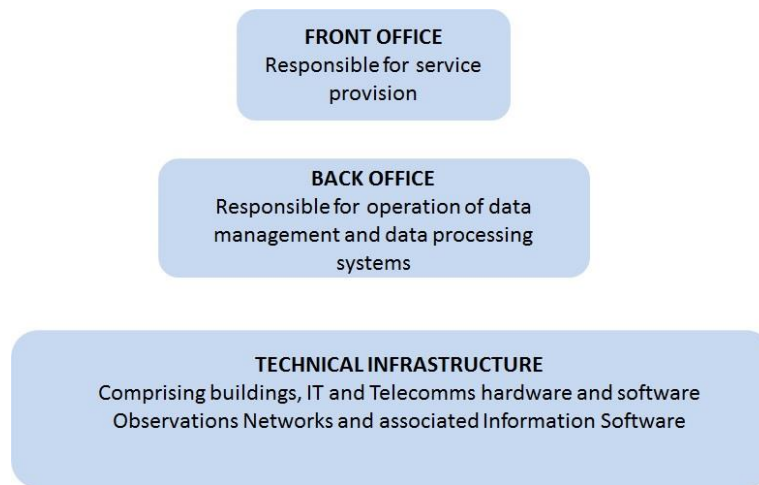 FRONT OFFICE
Responsible for service
provision
BACK OFFICE
Responsible for operation of data
management and data processing
systems
TECHNICAL INFRASTRUCTURE
Comprising buildings, IT and Telecomms hardware and software
Observations Networks and associated Information Software